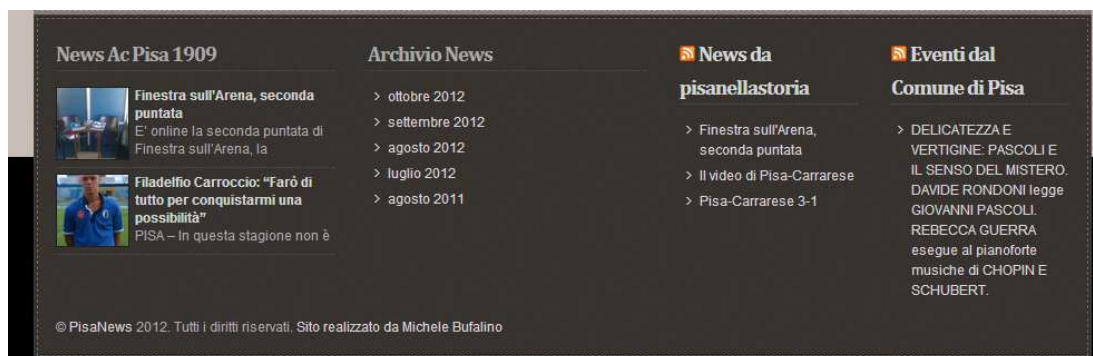 News Ac Pisa 1909
Finestra sull'Arena, seconda
puntata
E' online la seconda puntata di
Finestra sull'Arena, la
Filadelfio Carroccio: “Farò di
tutto per conquistarmi una
possibilità”
PISA – In questa stagione non è
Archivio News
ottobre 2012
settembre 2012
agosto 2012
luglio 2012
agosto 2011
News da
pisanellastoria
Finestra sull'Arena,
seconda puntata
Il video di Pisa-Carrarese
Pisa-Carrarese 3-1
Eventi dal
Comune di Pisa
DELICATEZZA E
VERTIGINE: PASCOLI E
IL SENSO DEL MISTERO.
DAVIDE RONDONI legge
GIOVANNI PASCOLI.
REBECCA GUERRA
esegue al pianoforte
musiche di CHOPIN E
SCHUBERT.
© PisaNews 2012. Tutti i diritti riservati. Sito realizzato da Michele Bufalino